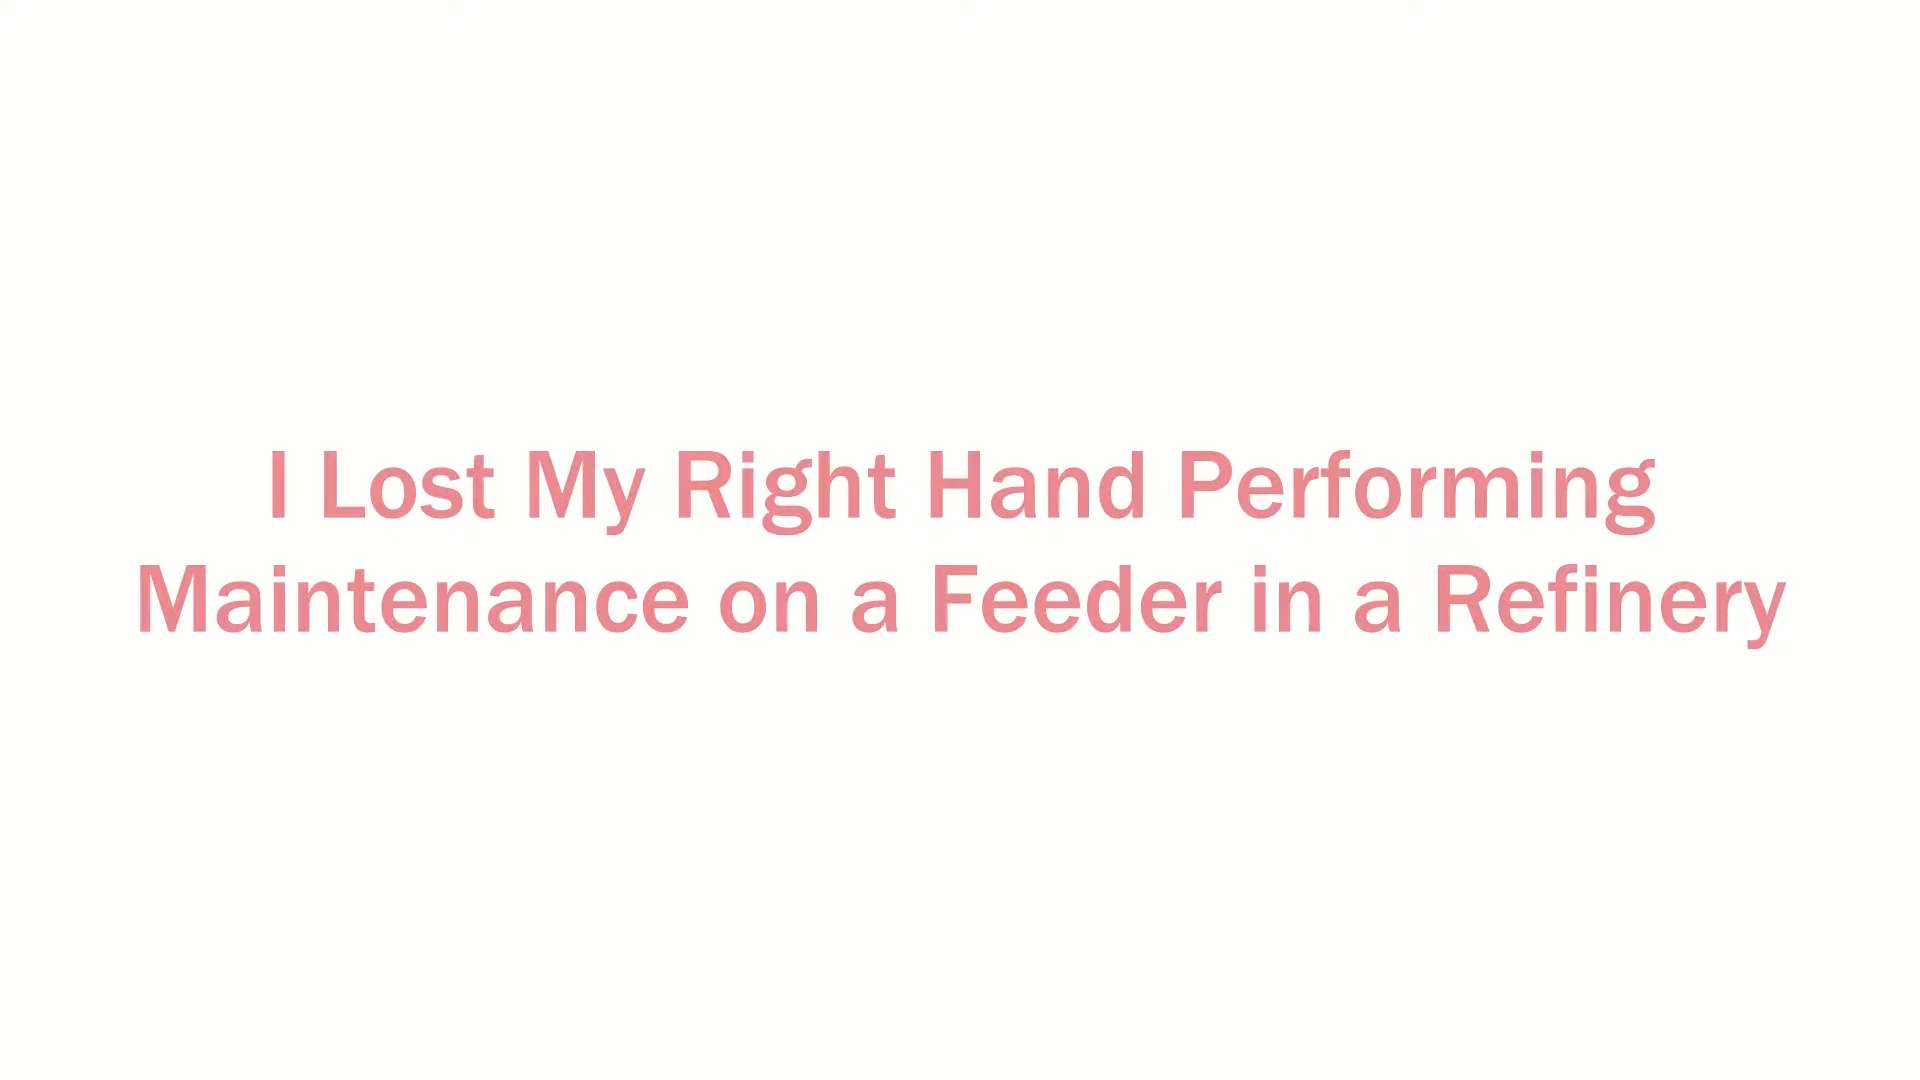 I Lost My Right Hand Performing
Maintenance on a Feeder in a Refinery